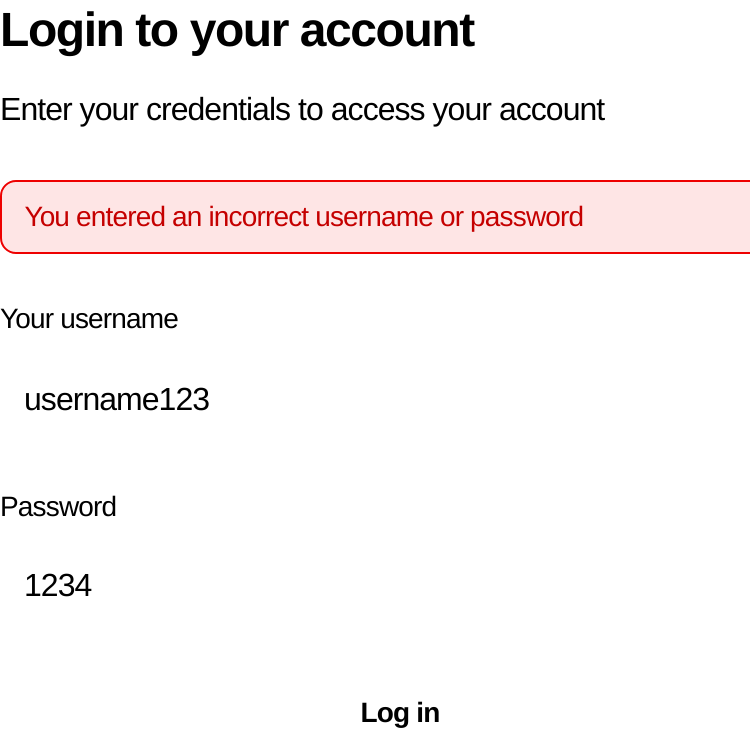 Login to your account
Enter your credentials to access your account
You entered an incorrect username or password
Your username
username123
Password
1234
Log in